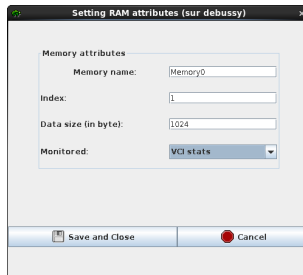 Setting RAM attributes (sur debussy)
Memory attributes
Memory name: Memory0
Index: 1
Data size (in byte): 1024
Monitored: VCI stats
Save and Close Cancel